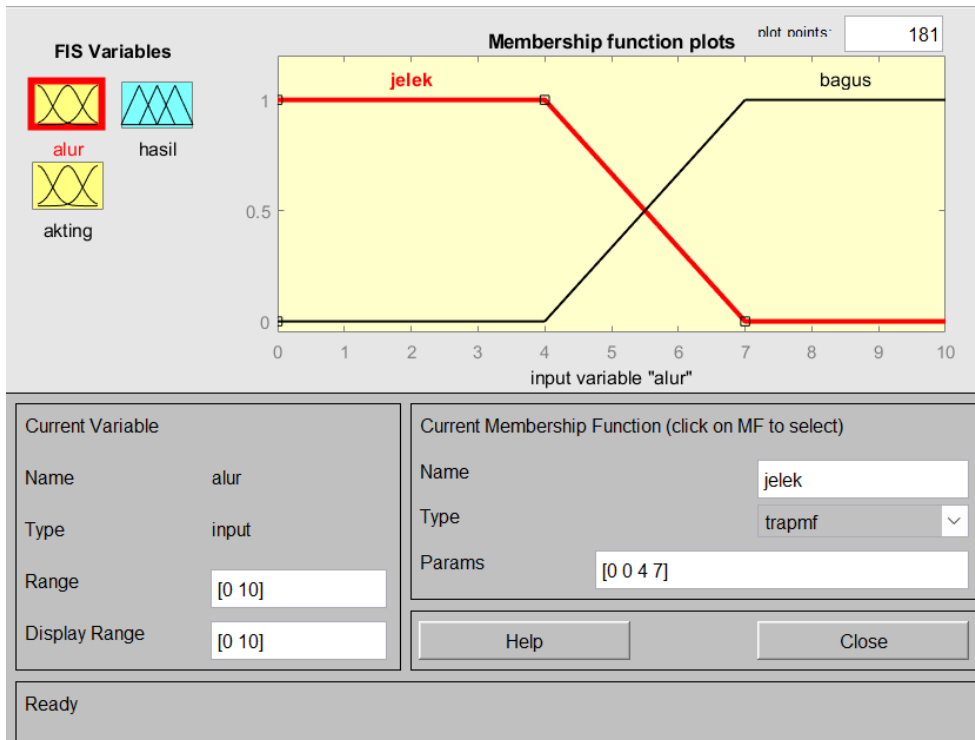 FIS Variables
alur
hasil
akting
Membership function plots
plot points:
181
jelek
bagus
1
0.5
0
0 1 2 3 4 5 6 7 8 9 10
input variable "alur"
Current Variable
Name alur
Type input
Range [0 10]
Display Range [0 10]
Current Membership Function (click on MF to select)
Name jelek
Type trapmf
Params [0 0 4 7]
Help
Close
Ready